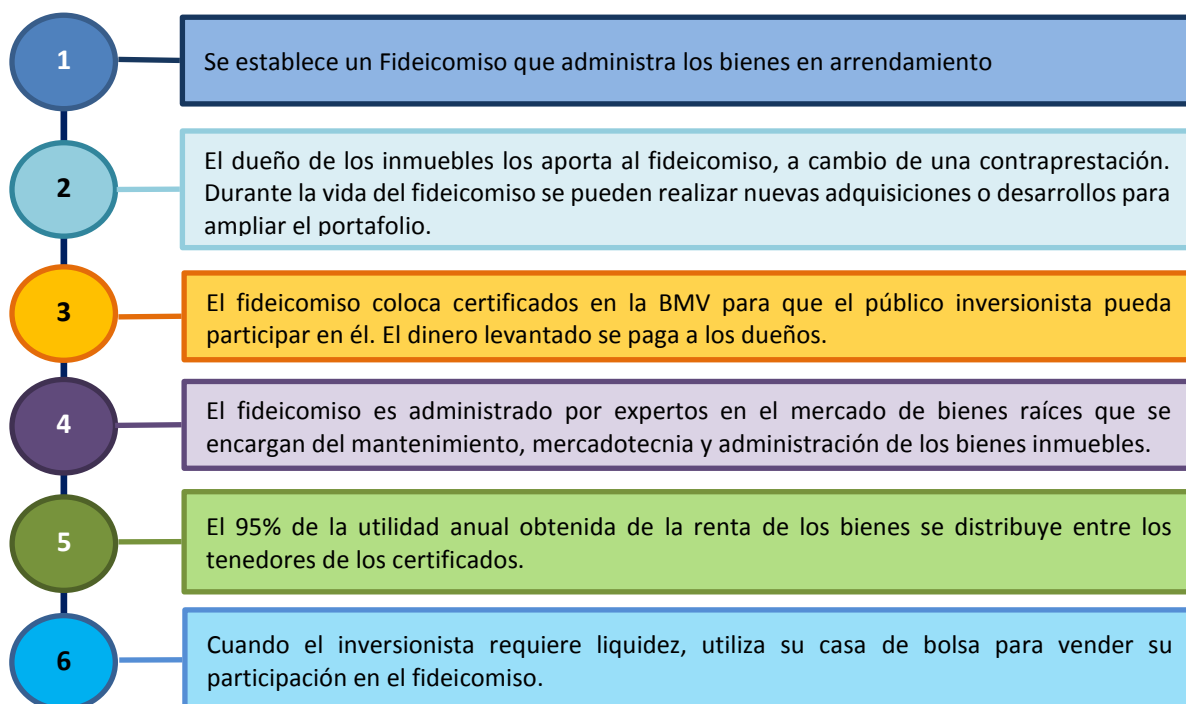 1
Se establece un Fideicomiso que administra los bienes en arrendamiento
2
El dueño de los inmuebles los aporta al fideicomiso, a cambio de una contraprestación.
Durante la vida del fideicomiso se pueden realizar nuevas adquisiciones o desarrollos para
ampliar el portafolio.
3
El fideicomiso coloca certificados en la BMV para que el público inversionista pueda
participar en él. El dinero levantado se paga a los dueños.
4
El fideicomiso es administrado por expertos en el mercado de bienes raíces que se
encargan del mantenimiento, mercadotecnia y administración de los bienes inmuebles.
5
El 95% de la utilidad anual obtenida de la renta de los bienes se distribuye entre los
tenedores de los certificados.
6
Cuando el inversionista requiere liquidez, utiliza su casa de bolsa para vender su
participación en el fideicomiso.